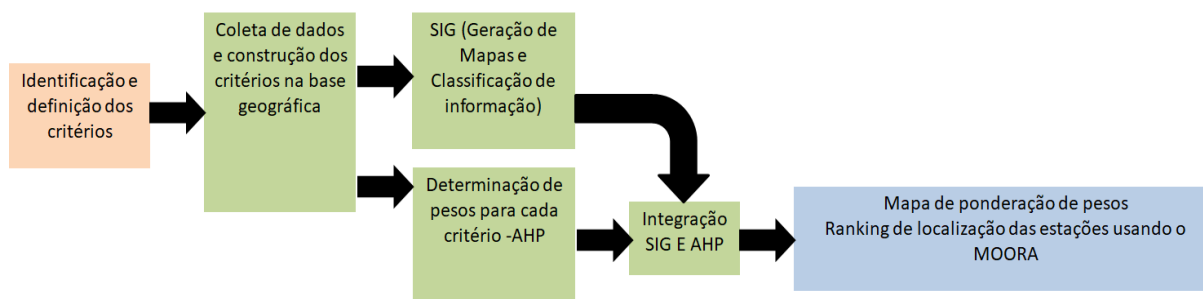 Identificação e
definição dos
critérios
Coleta de dados
e construção dos
critérios na base
geográfica
SIG (Geração de
Mapas e
Classificação de
informação)
Determinação de
pesos para cada
critério -AHP
Integração
SIG E AHP
Mapa de ponderação de pesos
Ranking de localização das estações usando o
MOORA